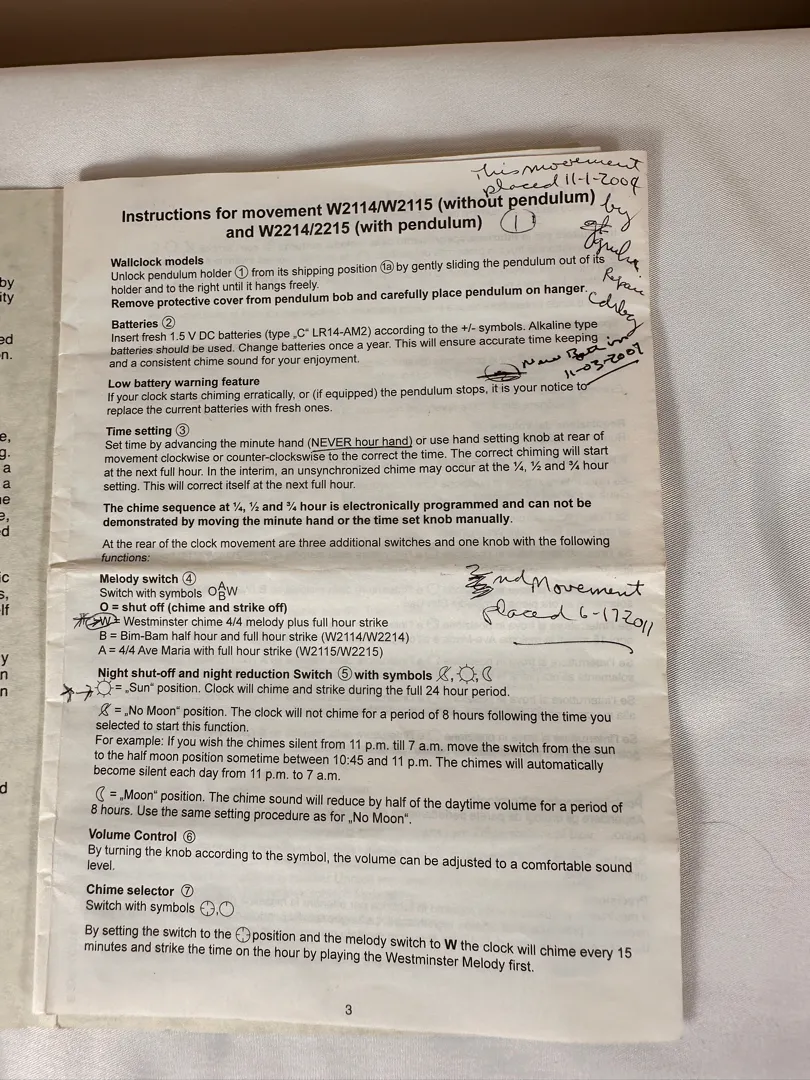 This movement
placed 11-1-2009
by
Repair
Instructions for movement W2114/W2115 (without pendulum)
and W2214/2215 (with pendulum) ①
Wallclock models
Unlock pendulum holder ① from its shipping position ①a by gently sliding the pendulum out of its
holder and to the right until it hangs freely.
Remove protective cover from pendulum bob and carefully place pendulum on hanger.
Batteries ②
Insert fresh 1.5 V DC batteries (type „C“ LR14-AM2) according to the +/- symbols. Alkaline type
batteries should be used. Change batteries once a year. This will ensure accurate time keeping
and a consistent chime sound for your enjoyment.
New
Low battery warning feature
If your clock starts chiming erratically, or (if equipped) the pendulum stops, it is your notice to
replace the current batteries with fresh ones.
Time setting ③
Set time by advancing the minute hand (NEVER hour hand) or use hand setting knob at rear of
movement clockwise or counter-clockswise to the correct the time. The correct chiming will start
at the next full hour. In the interim, an unsynchronized chime may occur at the ¼, ½ and ¾ hour
setting. This will correct itself at the next full hour.
The chime sequence at ¼, ½ and ¾ hour is electronically programmed and can not be
demonstrated by moving the minute hand or the time set knob manually.
At the rear of the clock movement are three additional switches and one knob with the following
functions:
Melody switch ④
Switch with symbols OABW
O = shut off (chime and strike off)
W = Westminster chime 4/4 melody plus full hour strike
B = Bim-Bam half hour and full hour strike (W2114/W2214)
A = 4/4 Ave Maria with full hour strike (W2115/W2215)
2nd Movement
placed 6-17-2011
Night shut-off and night reduction Switch ⑤ with symbols
= „Sun“ position. Clock will chime and strike during the full 24 hour period.
= „No Moon“ position. The clock will not chime for a period of 8 hours following the time you
selected to start this function.
For example: If you wish the chimes silent from 11 p.m. till 7 a.m. move the switch from the sun
to the half moon position sometime between 10:45 and 11 p.m. The chimes will automatically
become silent each day from 11 p.m. to 7 a.m.
= „Moon“ position. The chime sound will reduce by half of the daytime volume for a period of
8 hours. Use the same setting procedure as for „No Moon“.
Volume Control ⑥
By turning the knob according to the symbol, the volume can be adjusted to a comfortable sound
level.
Chime selector ⑦
Switch with symbols
By setting the switch to the position and the melody switch to W the clock will chime every 15
minutes and strike the time on the hour by playing the Westminster Melody first.
3
by
ity
ed
n.
e,
g.
a
a
e
e,
d
ic
s,
lf
y
n
n
d